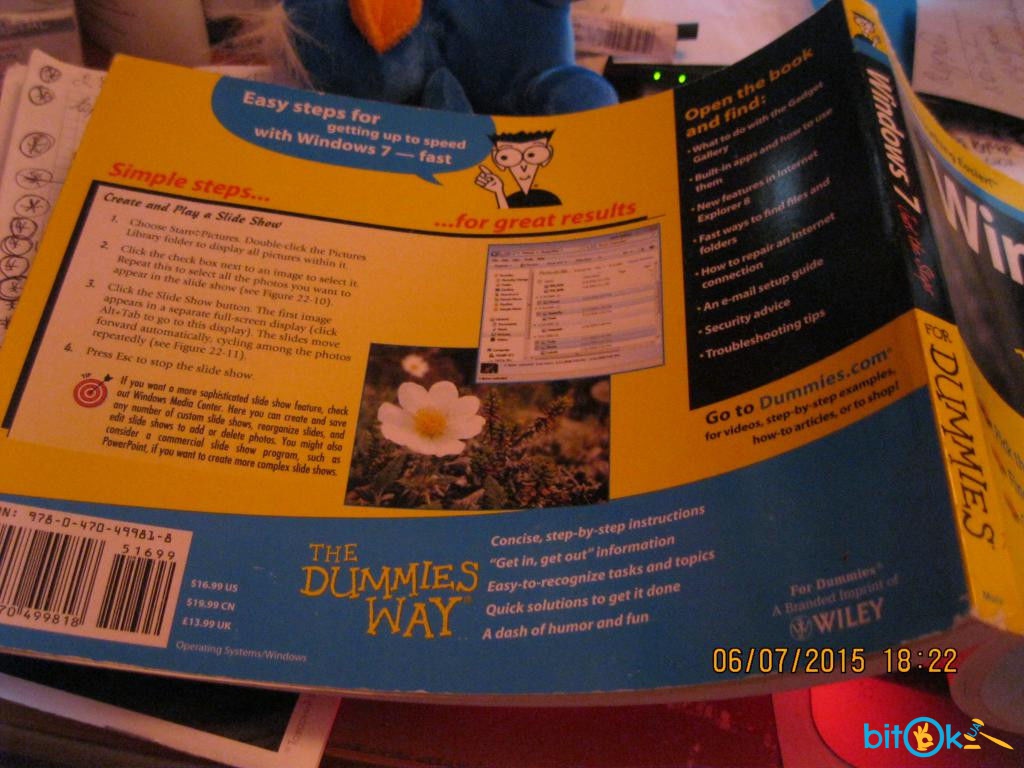 Easy steps for
getting up to speed
with Windows 7 — fast
Simple steps...
...for great results
Create and Play a Slide Show
1. Choose Start➪Pictures. Double-click the Pictures
Library folder to display all pictures within it.
2. Click the check box next to an image to select it.
Repeat this to select all the photos you want to
appear in the slide show (see Figure 22-10).
3. Click the Slide Show button. The first image
appears in a separate full-screen display (click
Alt+Tab to go to this display). The slides move
forward automatically, cycling among the photos
repeatedly (see Figure 22-11).
4. Press Esc to stop the slide show.
TIP
If you want a more sophisticated slide show feature, check
out Windows Media Center. Here you can create and save
any number of custom slide shows, reorganize slides, and
edit slide shows to add or delete photos. You might also
consider a commercial slide show program, such as
PowerPoint, if you want to create more complex slide shows.
Open the book
and find:
• What to do with the Gadget
Gallery
• Built-in apps and how to use
them
• New features in Internet
Explorer 8
• Fast ways to find files and
folders
• How to repair an Internet
connection
• An e-mail setup guide
• Security advice
• Troubleshooting tips
Go to Dummies.com®
for videos, step-by-step examples,
how-to articles, or to shop!
978-0-470-49981-8
51699
70499818
$16.99 US
$19.99 CN
£13.99 UK
Operating Systems/Windows
THE
DUMMIES
WAY®
Concise, step-by-step instructions
"Get in, get out" information
Easy-to-recognize tasks and topics
Quick solutions to get it done
A dash of humor and fun
For Dummies®
A Branded Imprint of
WILEY
Windows 7
FOR
DUMMIES
Win
06/07/2015 18:22
bitOk
UA